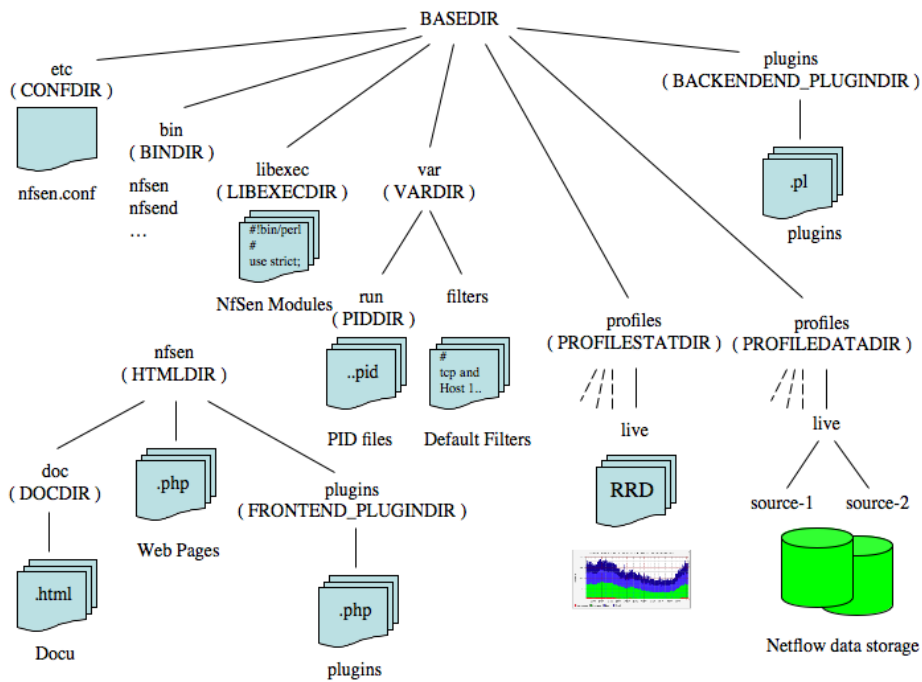 BASEDIR
etc
( CONFDIR )
nfsen.conf
bin
( BINDIR )
nfsen
nfsend
…
libexec
( LIBEXECDIR )
#!bin/perl
#
use strict;
NfSen Modules
var
( VARDIR )
run
( PIDDIR )
..pid
PID files
filters
#
tcp and
Host 1..
Default Filters
plugins
( BACKENDEND_PLUGINDIR )
.pl
plugins
profiles
( PROFILESTATDIR )
live
RRD
profiles
( PROFILEDATADIR )
live
source-1
source-2
Netflow data storage
nfsen
( HTMLDIR )
doc
( DOCDIR )
.html
Docu
.php
Web Pages
plugins
( FRONTEND_PLUGINDIR )
.php
plugins